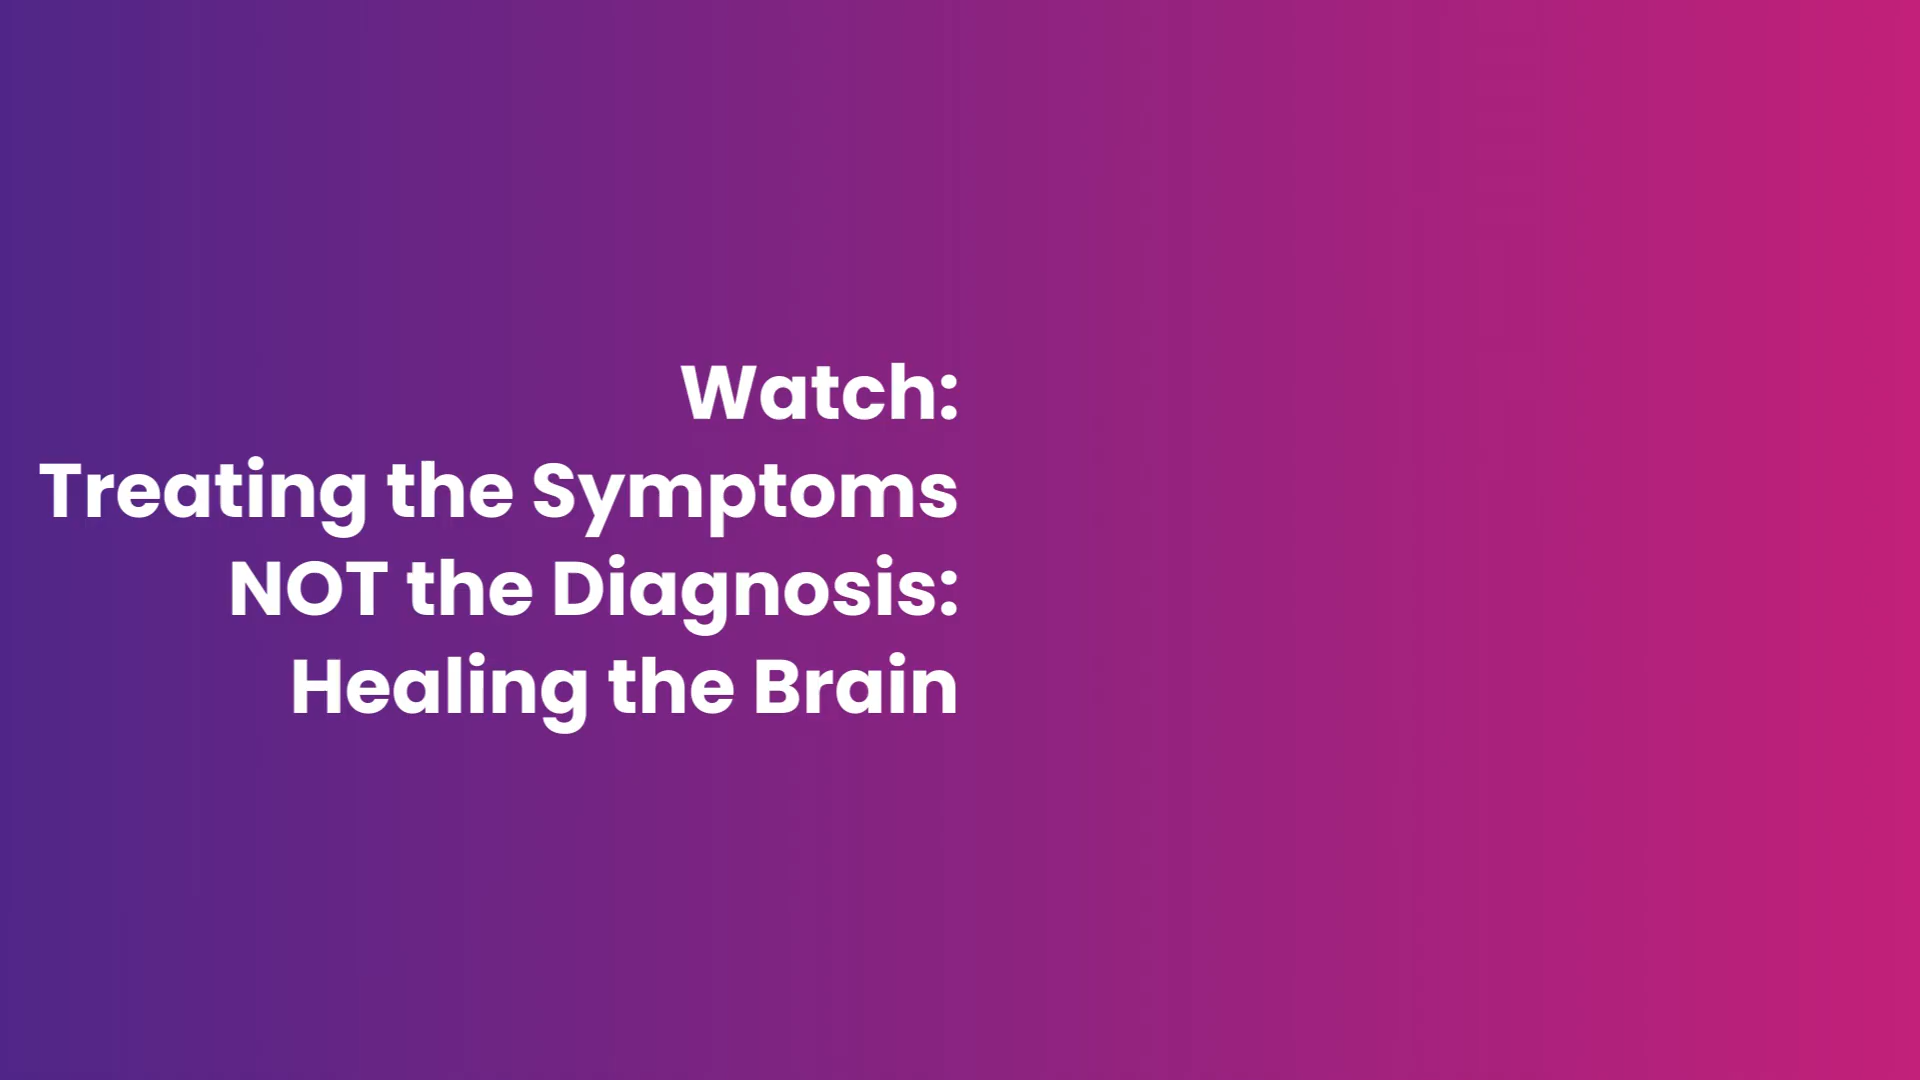 Watch:
Treating the Symptoms
NOT the Diagnosis:
Healing the Brain